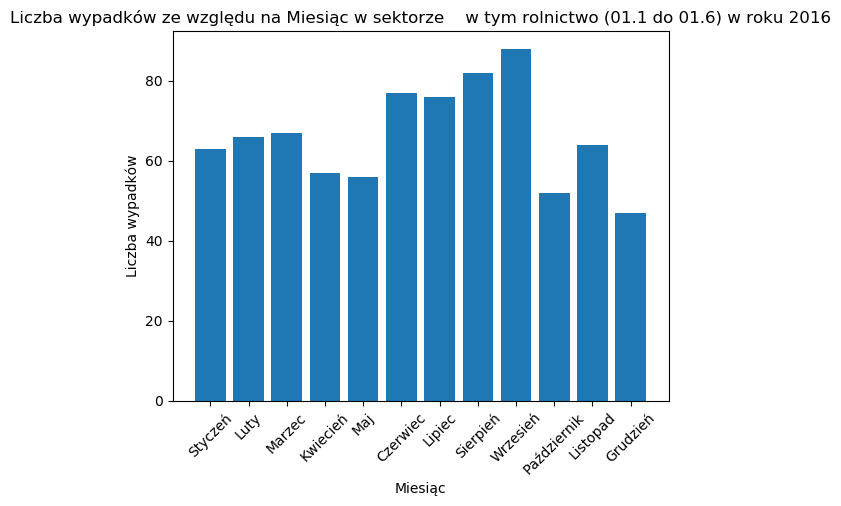 Liczba wypadków ze względu na Miesiąc w sektorze    w tym rolnictwo (01.1 do 01.6) w roku 2016
80
60
40
20
0
Liczba wypadków
Styczeń
Luty
Marzec
Kwiecień
Maj
Czerwiec
Lipiec
Sierpień
Wrzesień
Październik
Listopad
Grudzień
Miesiąc